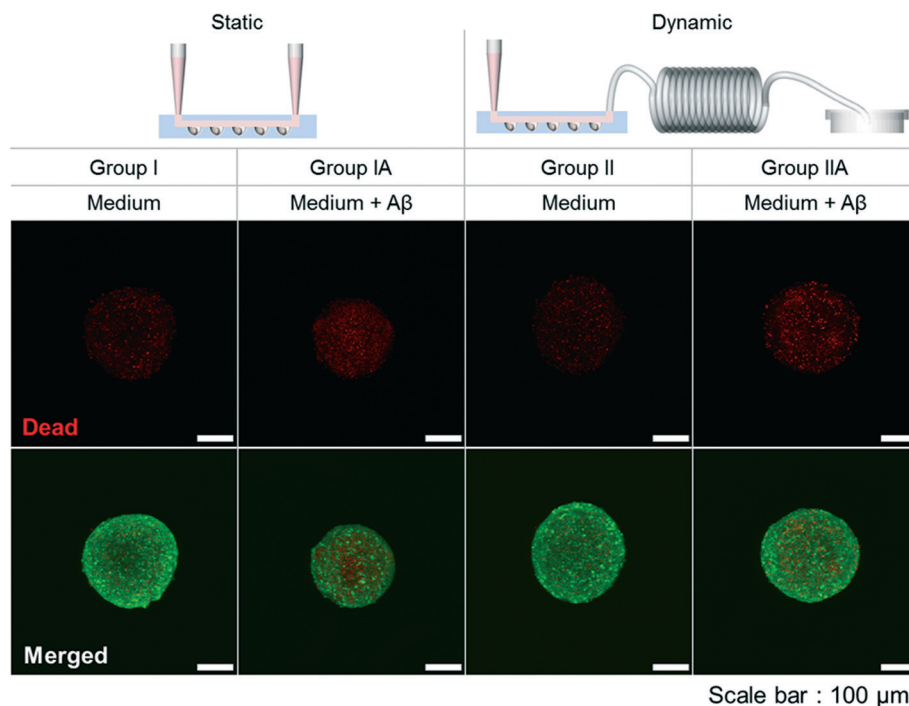 Static
Dynamic
Group I
Group IA
Group II
Group IIA
Medium
Medium + Aβ
Medium
Medium + Aβ
Dead
Merged
Scale bar : 100 μm